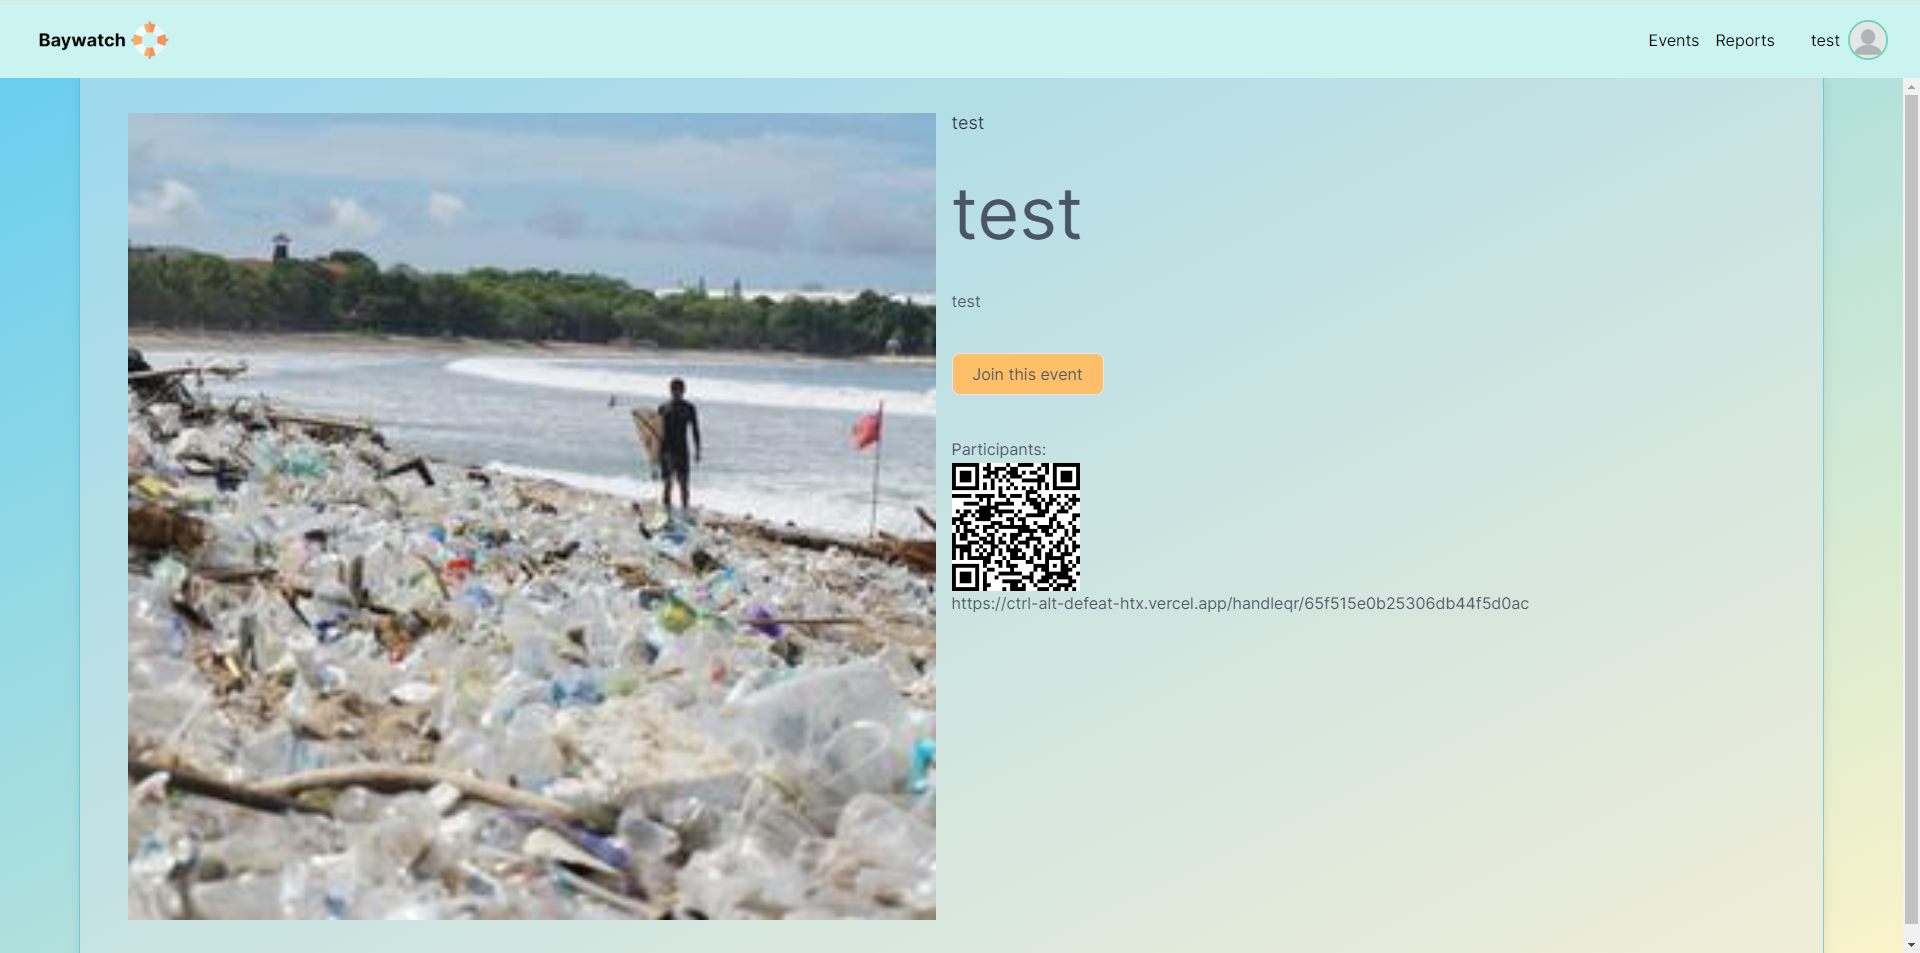 Baywatch
Events Reports test
test
test
test
Join this event
Participants:
https://ctrl-alt-defeat-htx.vercel.app/handleqr/65f515e0b25306db44f5d0ac